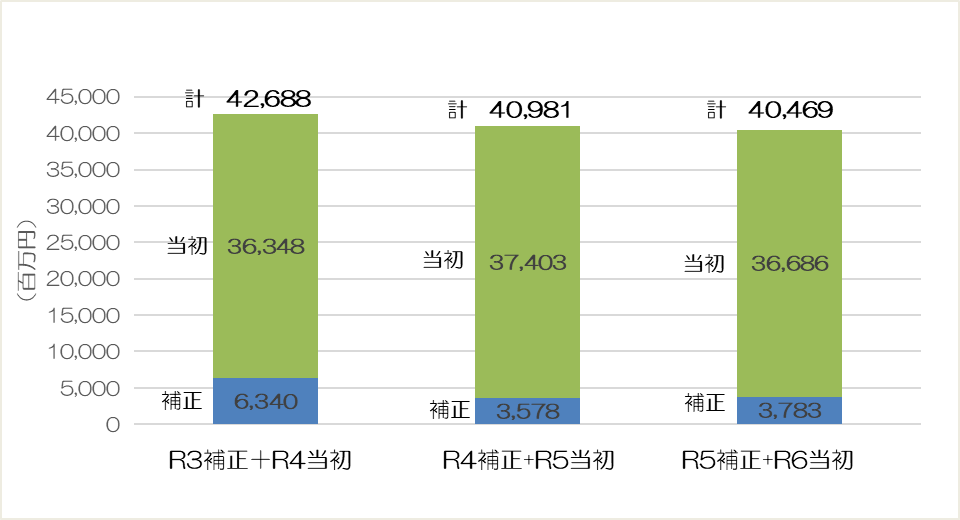 45,000
40,000
35,000
30,000
25,000
20,000
15,000
10,000
5,000
0
（百万円）
計 42,688
計 40,981
計 40,469
当初 36,348
当初 37,403
当初 36,686
補正 6,340
補正 3,578
補正 3,783
R3補正＋R4当初
R4補正+R5当初
R5補正+R6当初